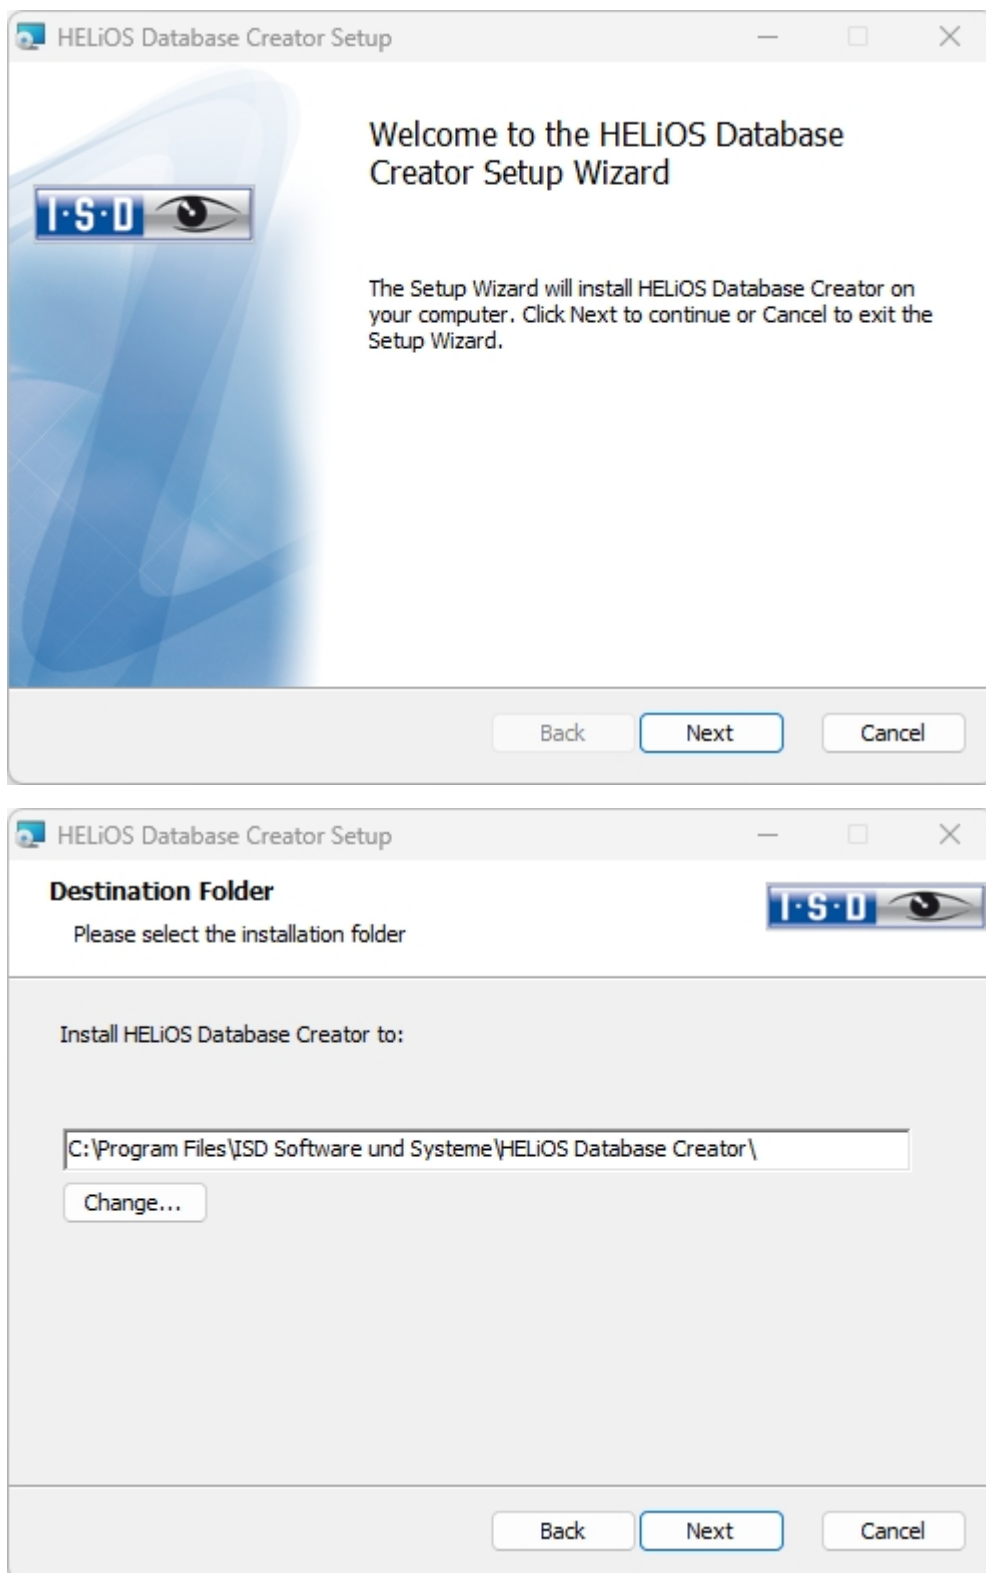 HELiOS Database Creator Setup
Welcome to the HELiOS Database
Creator Setup Wizard
I·S·D
The Setup Wizard will install HELiOS Database Creator on
your computer. Click Next to continue or Cancel to exit the
Setup Wizard.
Back Next Cancel
HELiOS Database Creator Setup
Destination Folder
I·S·D
Please select the installation folder
Install HELiOS Database Creator to:
C:\Program Files\ISD Software und Systeme\HELiOS Database Creator\
Change...
Back Next Cancel